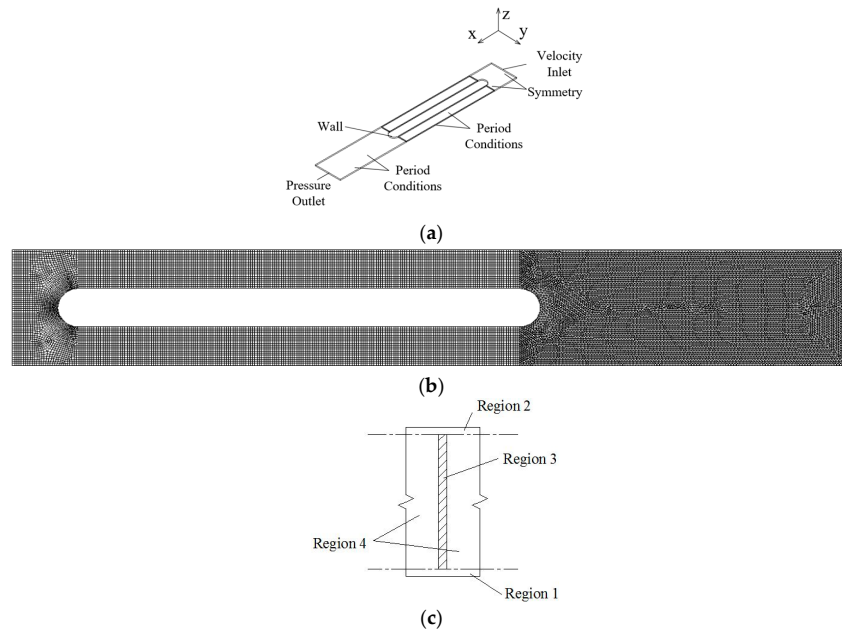 z
x
y
Velocity
Inlet
Symmetry
Wall
Period
Conditions
Period
Conditions
Pressure
Outlet
(a)
(b)
Region 2
Region 3
Region 4
Region 1
(c)